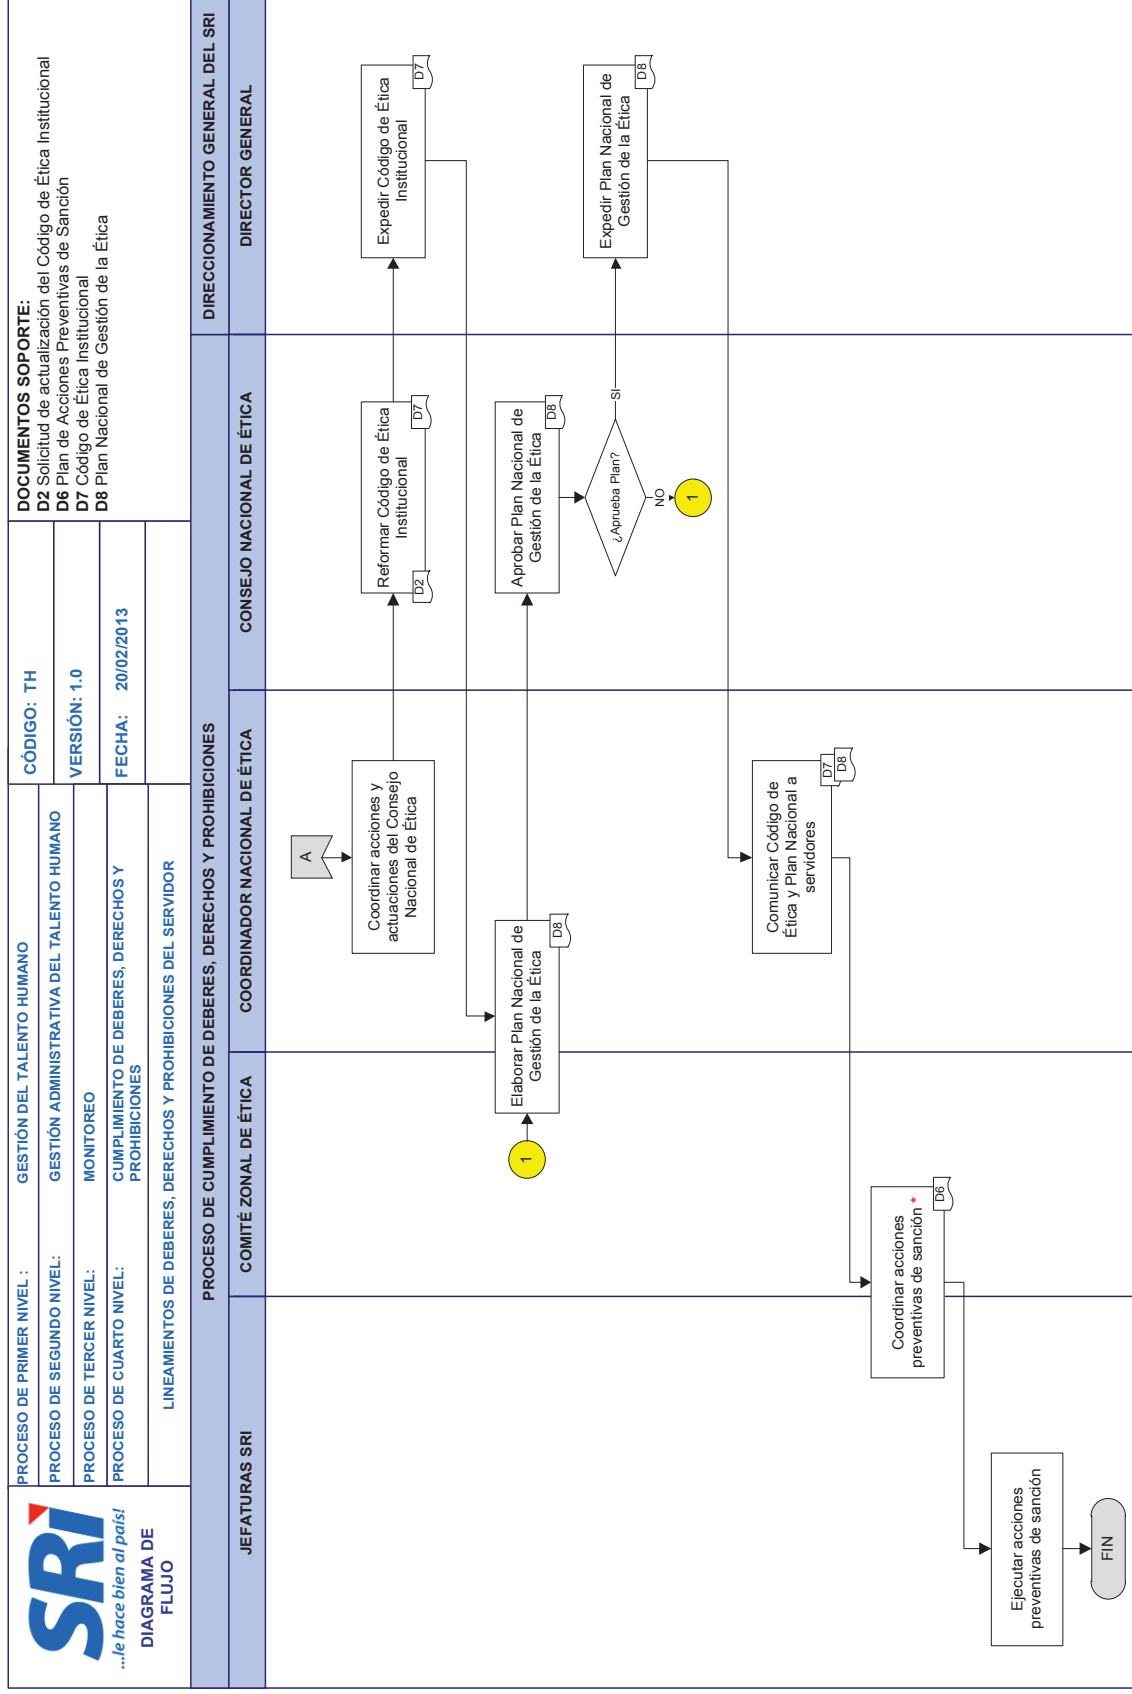 SRi
...le hace bien al país!
DIAGRAMA DE
FLUJO
PROCESO DE PRIMER NIVEL :
GESTIÓN DEL TALENTO HUMANO
PROCESO DE SEGUNDO NIVEL:
GESTIÓN ADMINISTRATIVA DEL TALENTO HUMANO
PROCESO DE TERCER NIVEL:
MONITOREO
PROCESO DE CUARTO NIVEL:
CUMPLIMIENTO DE DEBERES, DERECHOS Y
PROHIBICIONES
LINEAMIENTOS DE DEBERES, DERECHOS Y PROHIBICIONES DEL SERVIDOR
CÓDIGO: TH
VERSIÓN: 1.0
FECHA: 20/02/2013
DOCUMENTOS SOPORTE:
D2 Solicitud de actualización del Código de Ética Institucional
D6 Plan de Acciones Preventivas de Sanción
D7 Código de Ética Institucional
D8 Plan Nacional de Gestión de la Ética
PROCESO DE CUMPLIMIENTO DE DEBERES, DERECHOS Y PROHIBICIONES
DIRECCIONAMIENTO GENERAL DEL SRI
JEFATURAS SRI
COMITÉ ZONAL DE ÉTICA
COORDINADOR NACIONAL DE ÉTICA
CONSEJO NACIONAL DE ÉTICA
DIRECTOR GENERAL
A
Coordinar acciones y
actuaciones del Consejo
Nacional de Ética
Reformar Código de Ética
Institucional
D2
D7
Expedir Código de Ética
Institucional
D7
1
Elaborar Plan Nacional de
Gestión de la Ética
D8
Aprobar Plan Nacional de
Gestión de la Ética
D8
¿Aprueba Plan?
SI
NO
1
Expedir Plan Nacional de
Gestión de la Ética
D8
Comunicar Código de
Ética y Plan Nacional a
servidores
D7
D8
Coordinar acciones
preventivas de sanción *
D6
Ejecutar acciones
preventivas de sanción
FIN